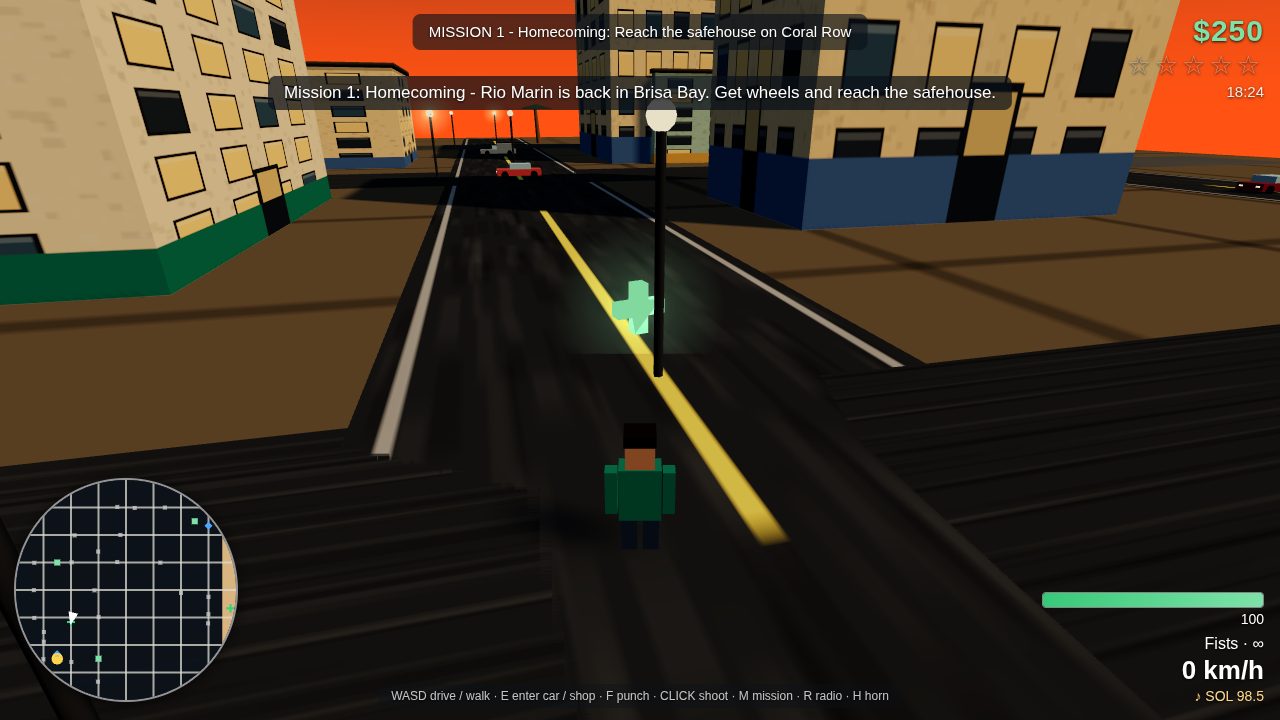 MISSION 1 - Homecoming: Reach the safehouse on Coral Row
$250
☆ ☆ ☆ ☆ ☆
Mission 1: Homecoming - Rio Marin is back in Brisa Bay. Get wheels and reach the safehouse.
18:24
100
Fists · ∞
0 km/h
♪ SOL 98.5
WASD drive / walk · E enter car / shop · F punch · CLICK shoot · M mission · R radio · H horn